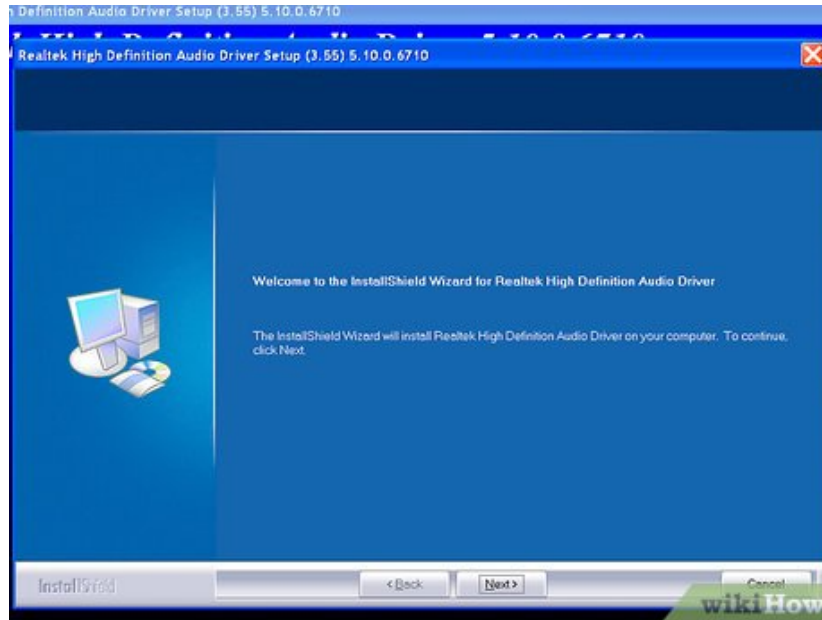 n Definition Audio Driver Setup (3.55) 5.10.0.6710
Realtek High Definition Audio Driver Setup (3.55) 5.10.0.6710
Welcome to the InstallShield Wizard for Realtek High Definition Audio Driver
The InstallShield Wizard will install Realtek High Definition Audio Driver on your computer. To continue,
click Next
InstallShield
< Back
Next >
Cancel
wikiHow